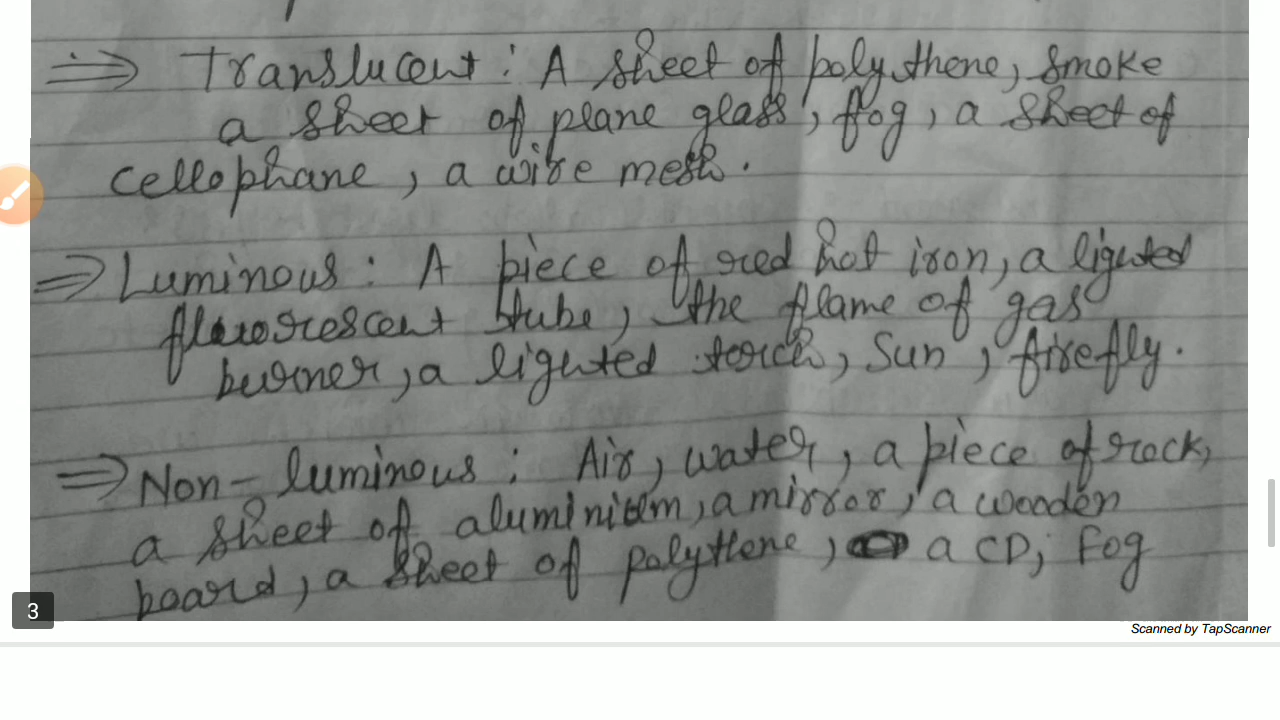 ⇒ Translucent : A sheet of polythene, smoke
a sheet of plane glass, fog, a sheet of
cellophane, a wire mesh.
⇒ Luminous : A piece of red hot iron, a lighted
fluorescent tube, the flame of gas
burner, a lighted torch, Sun, firefly.
⇒ Non-luminous : Air, water, a piece of rock,
a sheet of aluminium, a mirror, a wooden
board, a sheet of polythene, a CD, Fog
3
Scanned by TapScanner